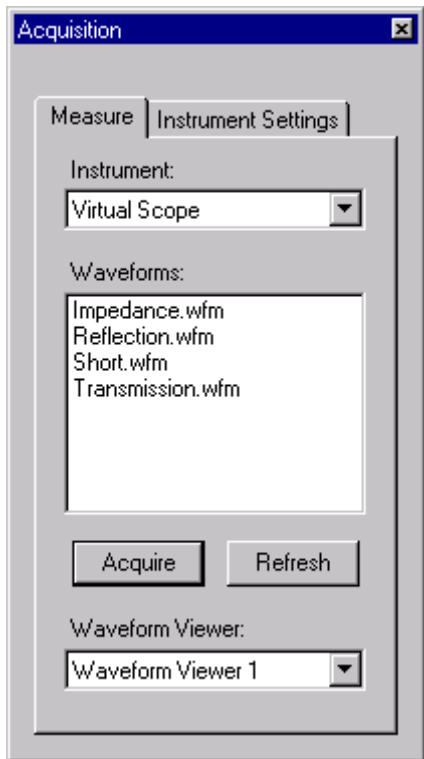 Acquisition
Measure
Instrument Settings
Instrument:
Virtual Scope
Waveforms:
Impedance.wfm
Reflection.wfm
Short.wfm
Transmission.wfm
Acquire
Refresh
Waveform Viewer:
Waveform Viewer 1